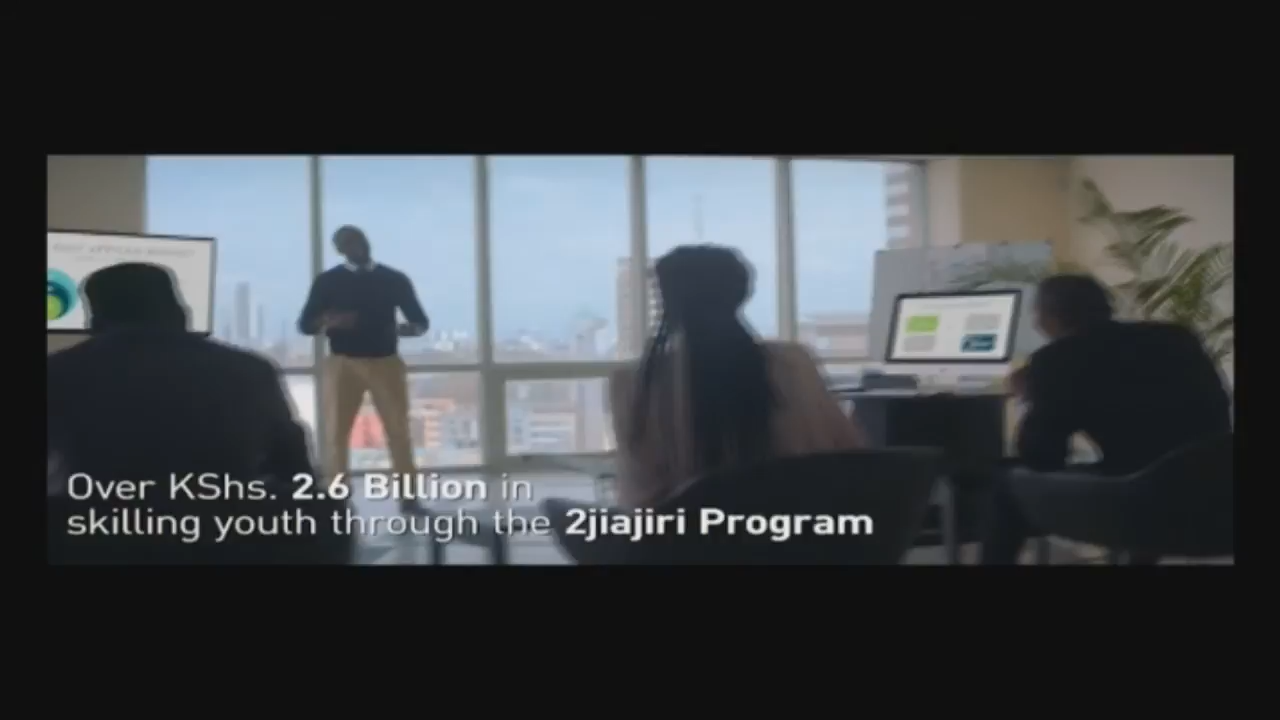 Over KShs. 2.6 Billion in
skilling youth through the 2jiajiri Program